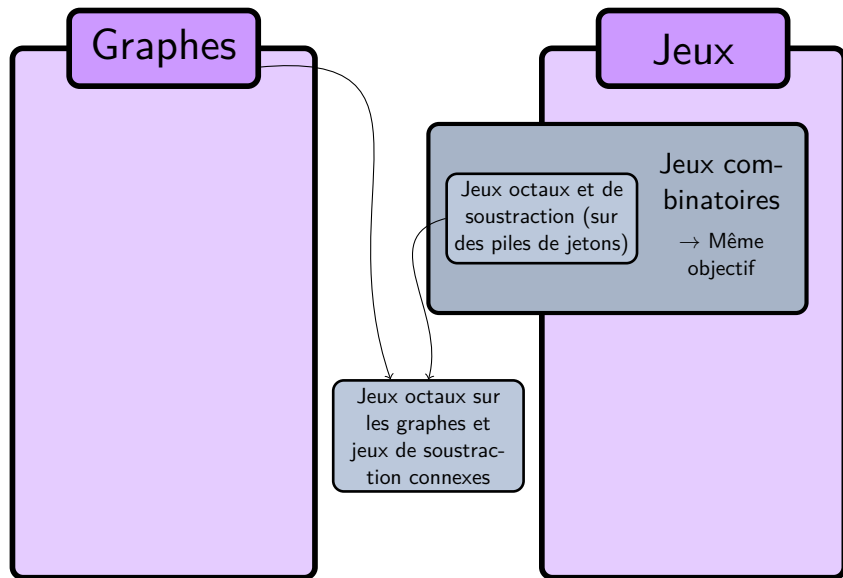 Graphes
Jeux
Jeux com-
binatoires
→ Même
objectif
Jeux octaux et de
soustraction (sur
des piles de jetons)
Jeux octaux sur
les graphes et
jeux de soustrac-
tion connexes